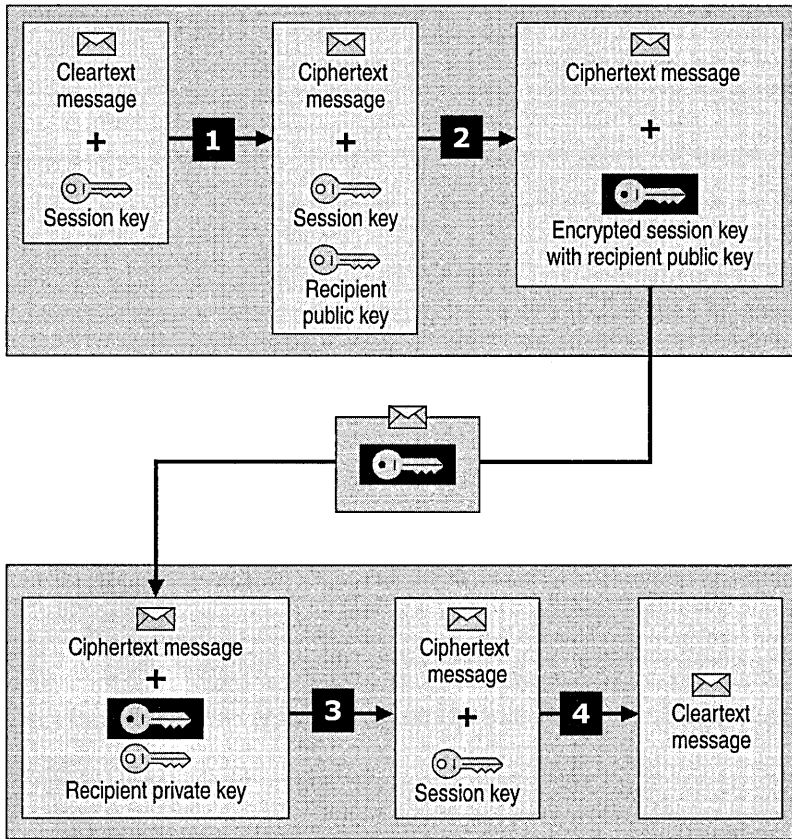 Cleartext
message
+
Session key
1
Ciphertext
message
+
Session key
Recipient
public key
2
Ciphertext message
+
Encrypted session key
with recipient public key
Ciphertext message
+
Recipient private key
3
Ciphertext
message
+
Session key
4
Cleartext
message